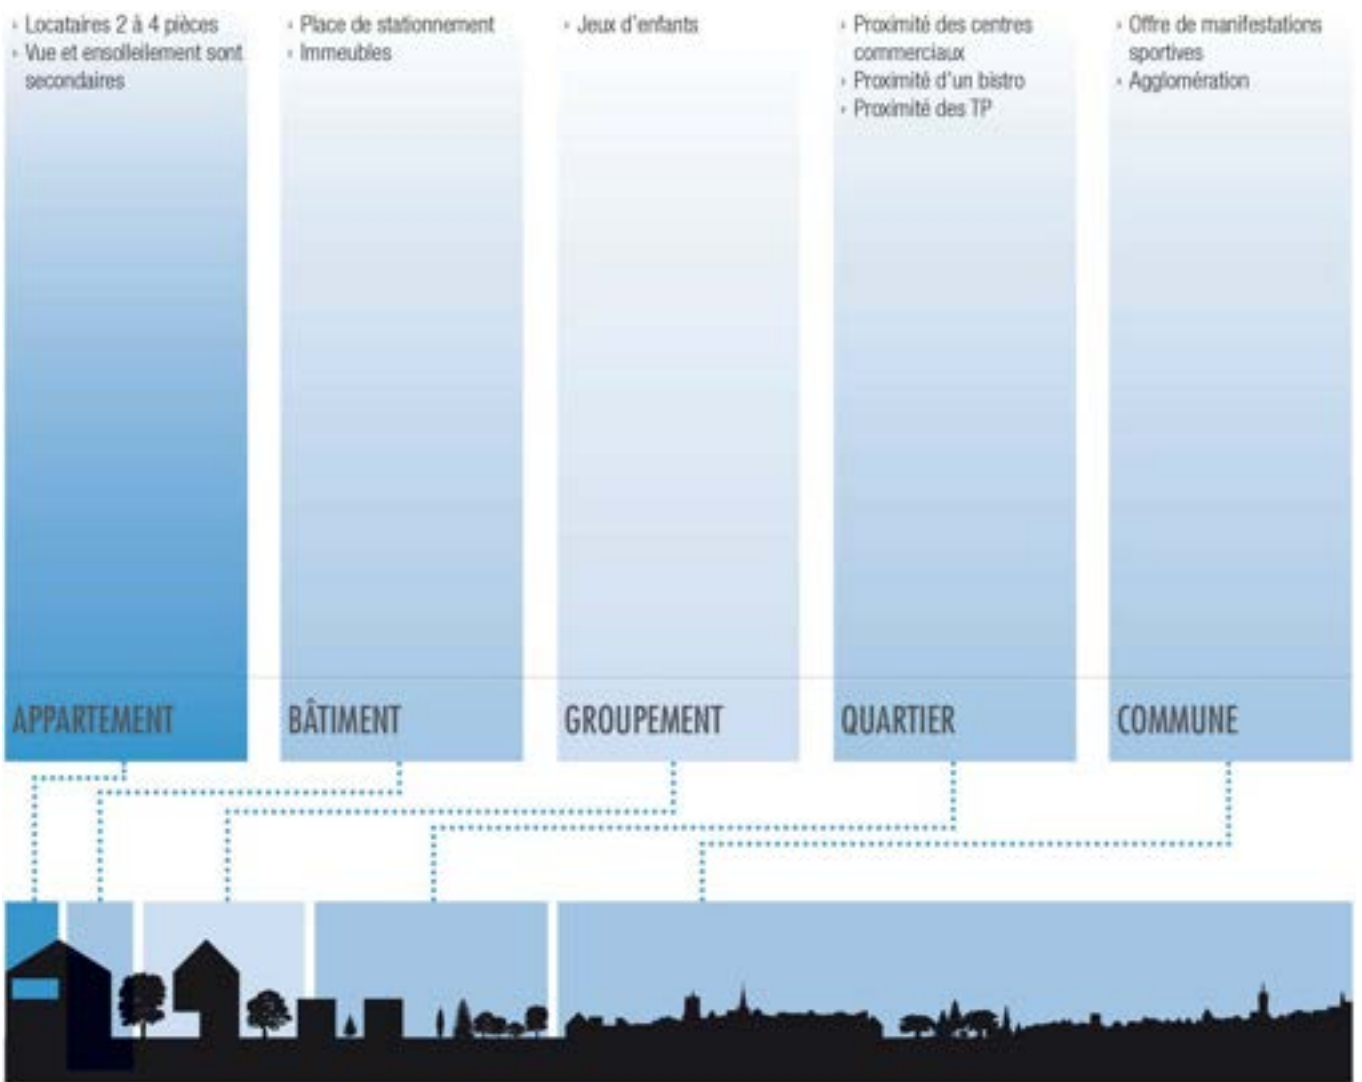 › Locataires 2 à 4 pièces
› Vue et ensolleilement sont
secondaires
› Place de stationnement
› Immeubles
› Jeux d'enfants
› Proximité des centres
commerciaux
› Proximité d'un bistro
› Proximité des TP
› Offre de manifestations
sportives
› Agglomération
APPARTEMENT
BÂTIMENT
GROUPEMENT
QUARTIER
COMMUNE